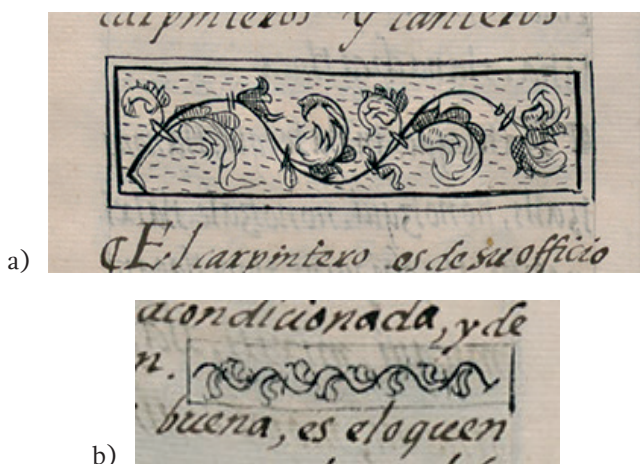 carpinteros y canteros
a)
¶ El carpintero es de su officio
acondicionada, y de
n.
buena, es eloquen
b)